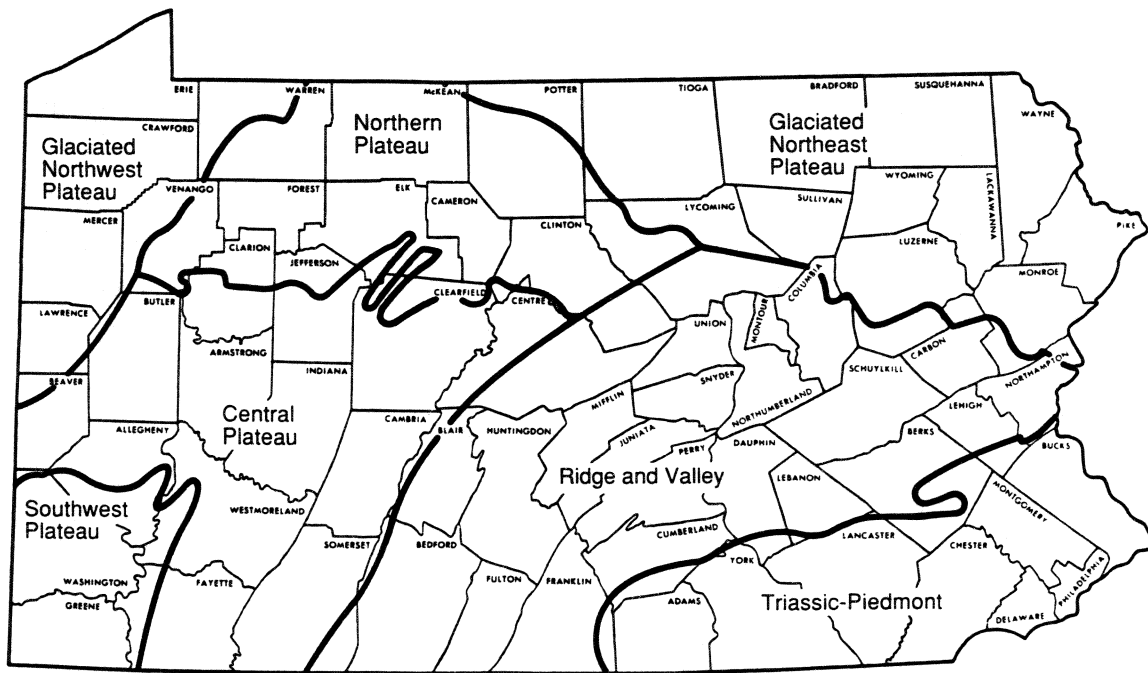 ERIE
WARREN
McKEAN
POTTER
TIOGA
BRADFORD
SUSQUEHANNA
WAYNE
CRAWFORD
Glaciated
Northwest
Plateau
Northern
Plateau
Glaciated
Northeast
Plateau
VENANGO
FOREST
ELK
CAMERON
WYOMING
LACKAWANNA
SULLIVAN
LYCOMING
PIKE
MERCER
CLINTON
CLARION
JEFFERSON
LUZERNE
MONROE
COLUMBIA
CLEARFIELD
CENTRE
BUTLER
LAWRENCE
UNION
MONTOUR
ARMSTRONG
INDIANA
CARBON
SCHUYLKILL
NORTHAMPTON
BEAVER
SNYDER
MIFFLIN
NORTHUMBERLAND
LEHIGH
Central
Plateau
CAMBRIA
BLAIR
HUNTINGDON
JUNIATA
ALLEGHENY
PERRY
DAUPHIN
BERKS
BUCKS
Ridge and Valley
LEBANON
MONTGOMERY
Southwest
Plateau
WESTMORELAND
SOMERSET
BEDFORD
CUMBERLAND
LANCASTER
CHESTER
YORK
WASHINGTON
FAYETTE
FULTON
FRANKLIN
PHILADELPHIA
GREENE
ADAMS
Triassic-Piedmont
DELAWARE